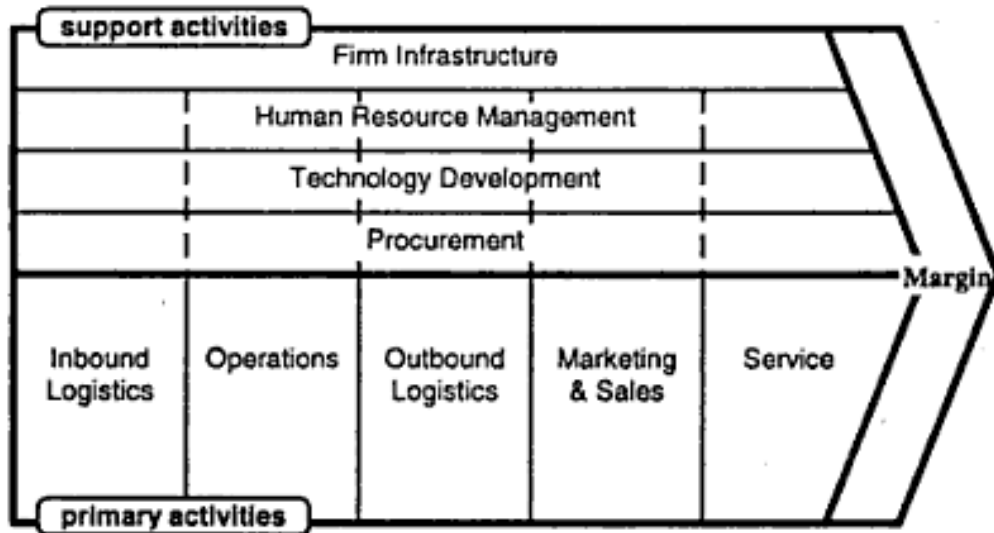 support activities
Firm Infrastructure
Human Resource Management
Technology Development
Procurement
Margin
Inbound
Logistics
Operations
Outbound
Logistics
Marketing
& Sales
Service
primary activities